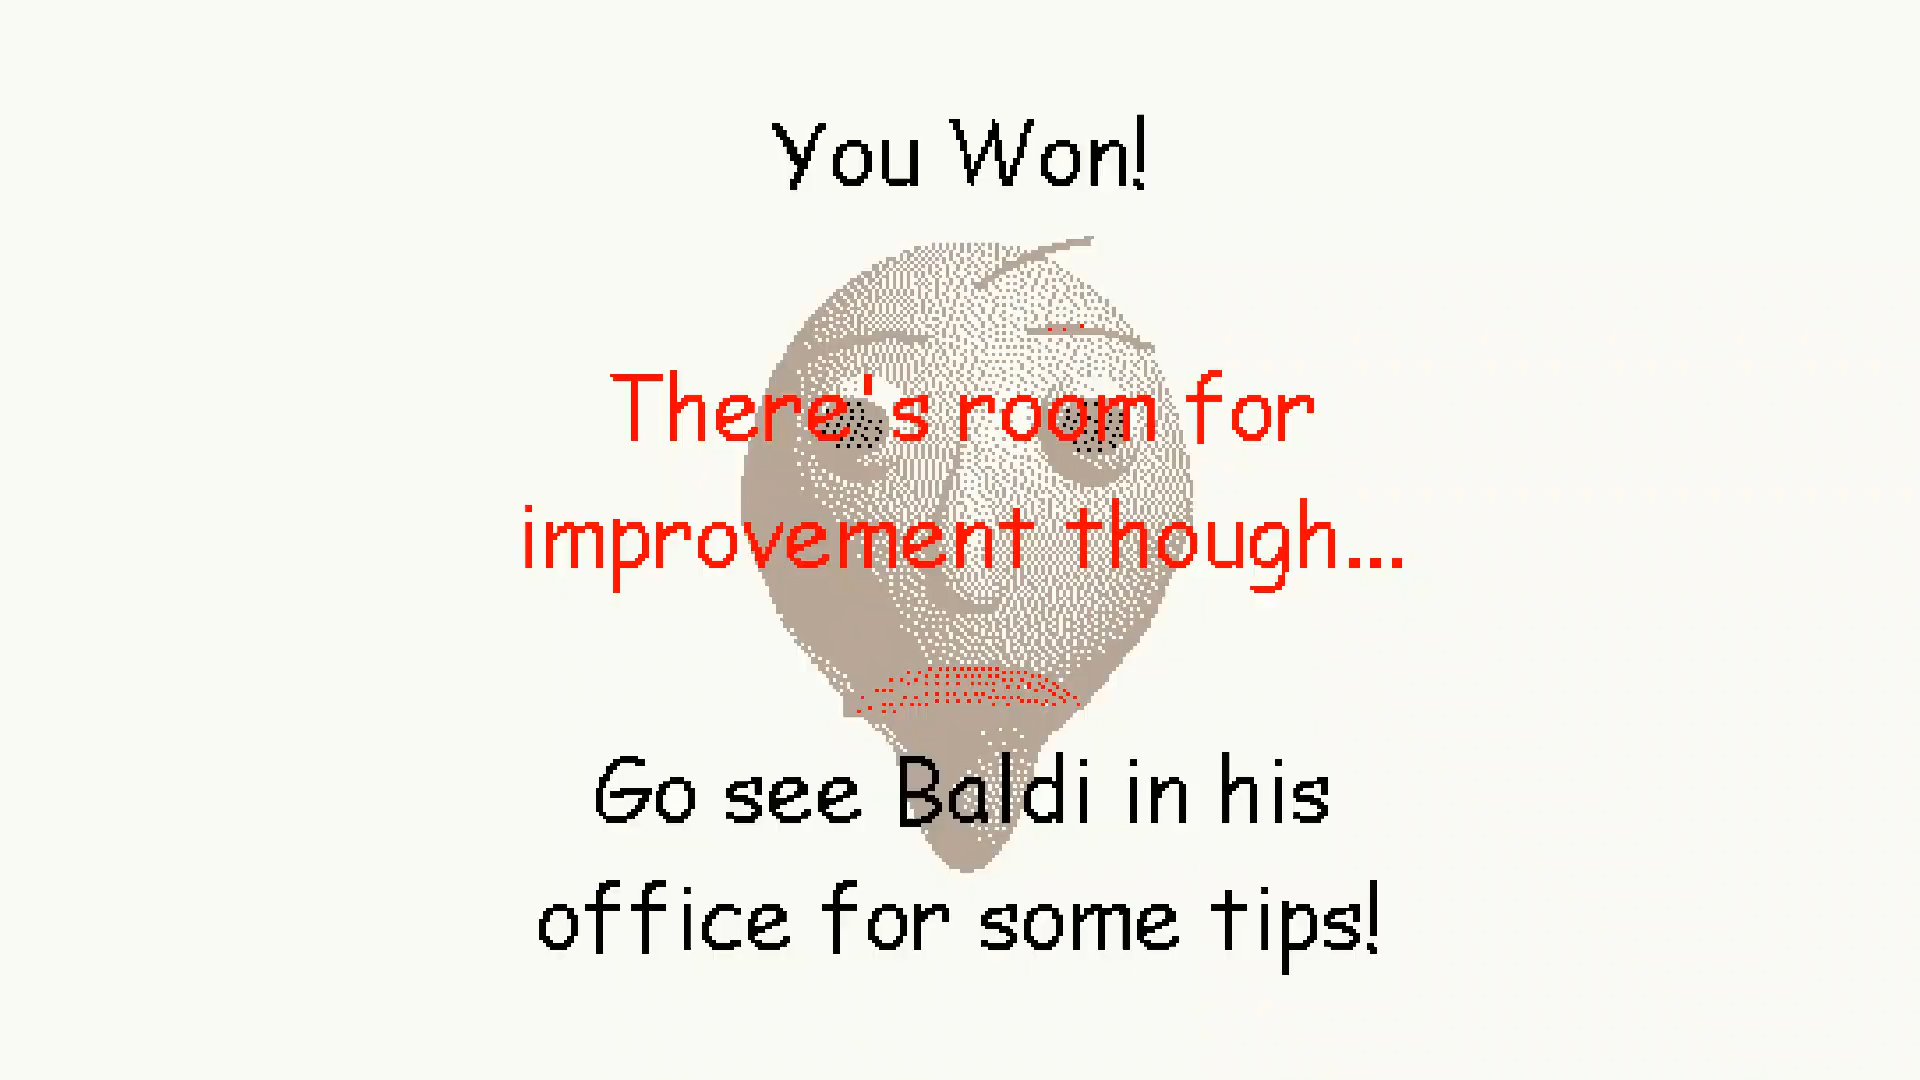 You Won!
There's room for
improvement though...
Go see Baldi in his
office for some tips!